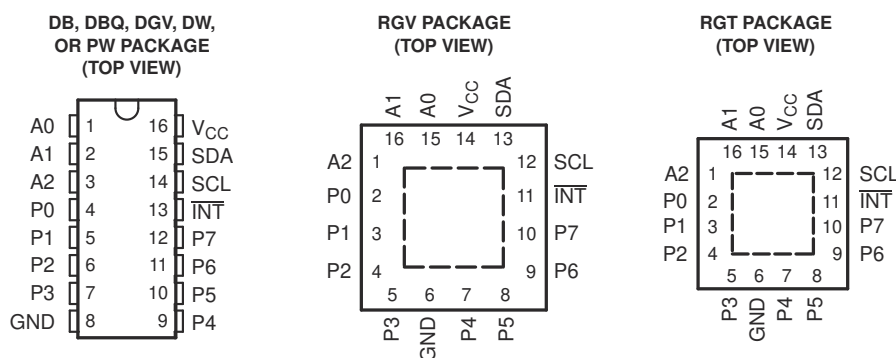 DB, DBQ, DGV, DW,
OR PW PACKAGE
(TOP VIEW)
A0 1 16 VCC
A1 2 15 SDA
A2 3 14 SCL
P0 4 13 INT
P1 5 12 P7
P2 6 11 P6
P3 7 10 P5
GND 8 9 P4
RGV PACKAGE
(TOP VIEW)
A1 A0 VCC SDA
16 15 14 13
A2 1 12 SCL
P0 2 11 INT
P1 3 10 P7
P2 4 9 P6
5 6 7 8
P3 GND P4 P5
RGT PACKAGE
(TOP VIEW)
A1 A0 VCC SDA
16 15 14 13
A2 1 12 SCL
P0 2 11 INT
P1 3 10 P7
P2 4 9 P6
5 6 7 8
P3 GND P4 P5